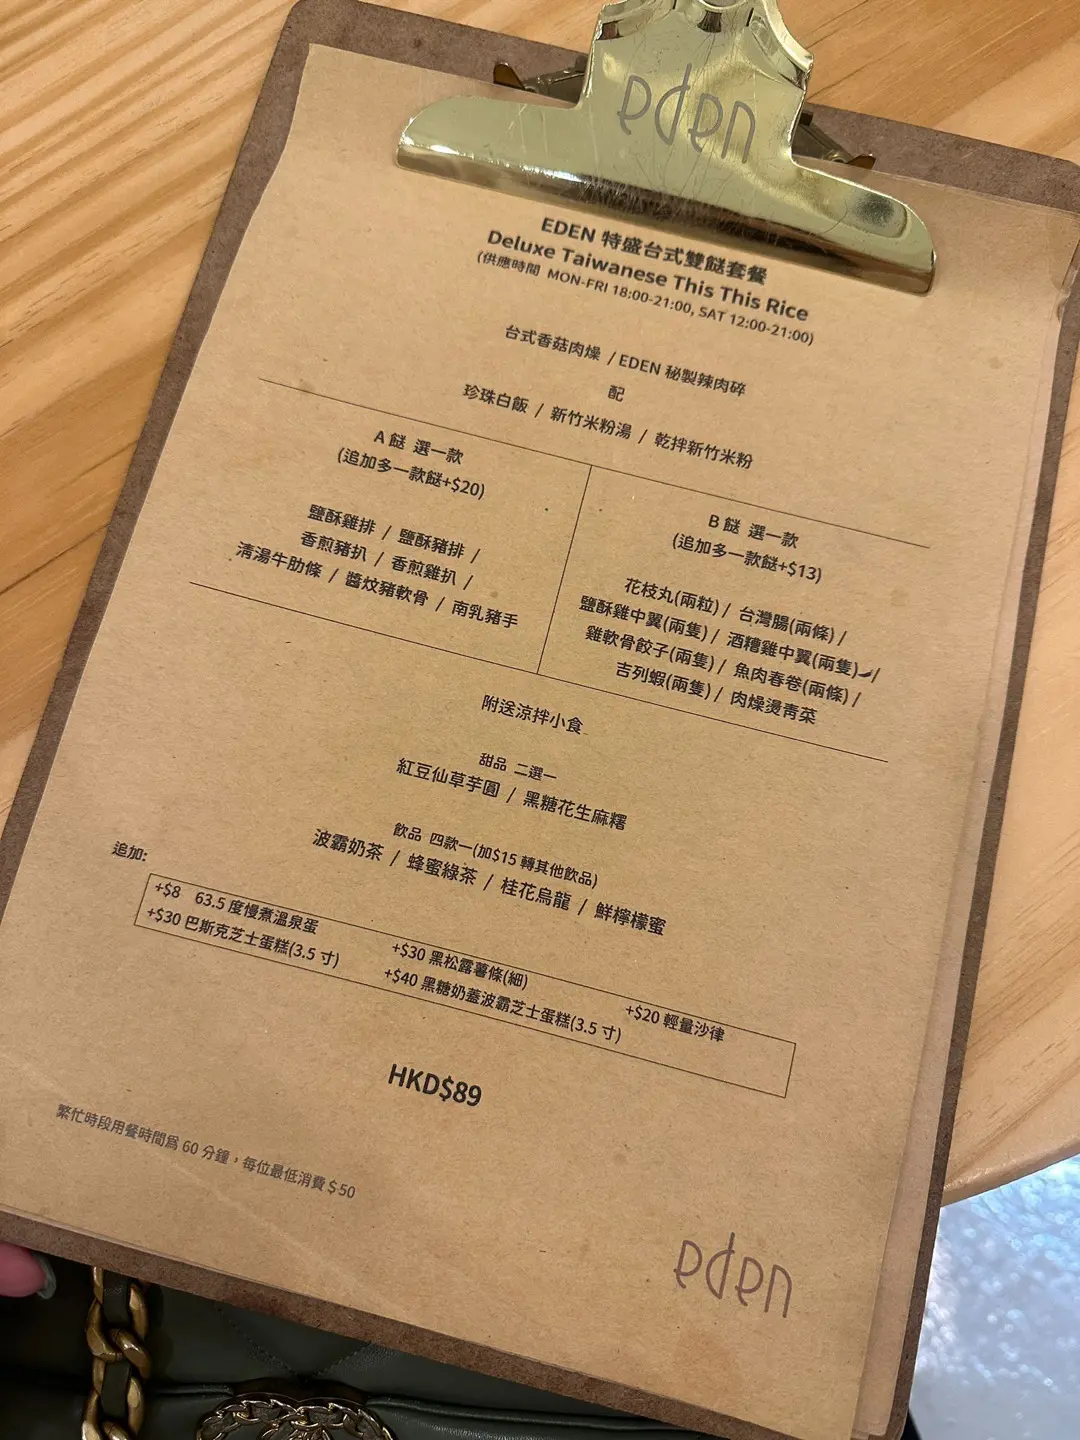 eden
EDEN 特盛台式雙餸套餐
Deluxe Taiwanese This This Rice
(供應時間 MON-FRI 18:00-21:00, SAT 12:00-21:00)
台式香菇肉燥 / EDEN 秘製辣肉碎
配
珍珠白飯 / 新竹米粉湯 / 乾拌新竹米粉
A 餸 選一款
(追加多一款餸+$20)
鹽酥雞排 / 鹽酥豬排 /
香煎豬扒 / 香煎雞扒 /
清湯牛肋條 / 醬炆豬軟骨 / 南乳豬手
B 餸 選一款
(追加多一款餸+$13)
花枝丸(兩粒) / 台灣腸(兩條) /
鹽酥雞中翼(兩隻) / 酒糟雞中翼(兩隻) /
雞軟骨餃子(兩隻) / 魚肉春卷(兩條) /
吉列蝦(兩隻) / 肉燥燙青菜
附送涼拌小食
甜品 二選一
紅豆仙草芋圓 / 黑糖花生麻糬
飲品 四款一(加$15 轉其他飲品)
波霸奶茶 / 蜂蜜綠茶 / 桂花烏龍 / 鮮檸檬蜜
追加:
+$8 63.5 度慢煮溫泉蛋 +$30 黑松露薯條(細) +$20 輕量沙律
+$30 巴斯克芝士蛋糕(3.5 寸) +$40 黑糖奶蓋波霸芝士蛋糕(3.5 寸)
HKD$89
繁忙時段用餐時間為 60 分鐘，每位最低消費 $50
eden